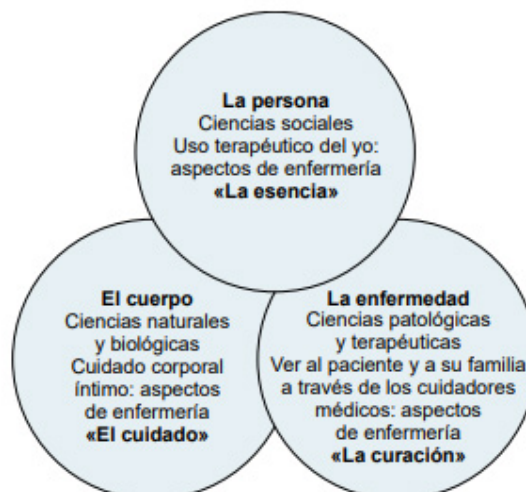 La persona
Ciencias sociales
Uso terapéutico del yo:
aspectos de enfermería
«La esencia»
El cuerpo
Ciencias naturales
y biológicas
Cuidado corporal
íntimo: aspectos
de enfermería
«El cuidado»
La enfermedad
Ciencias patológicas
y terapéuticas
Ver al paciente y a su familia
a través de los cuidadores
médicos: aspectos
de enfermería
«La curación»